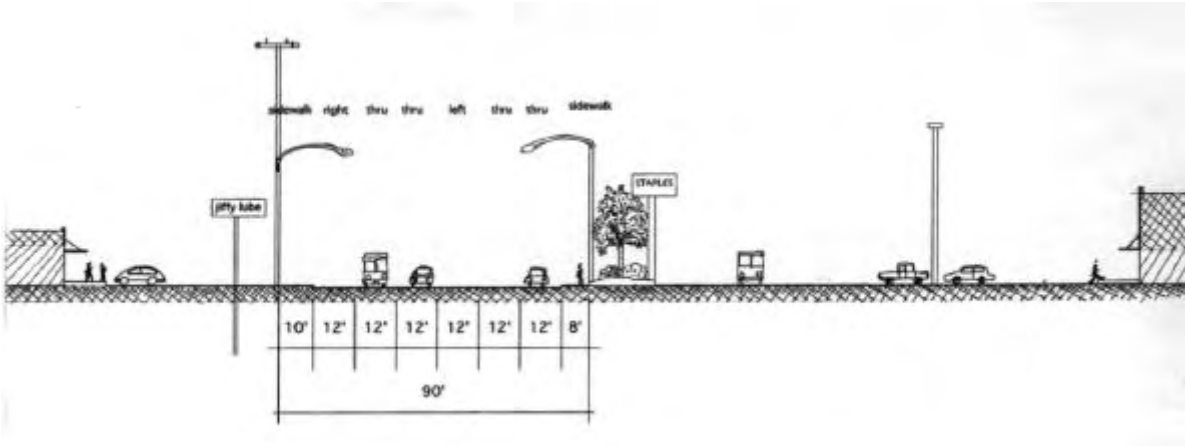 sidewalk right thru thru left thru thru sidewalk
STAPLES
jiffy lube
10' 12' 12' 12' 12' 12' 12' 8'
90'